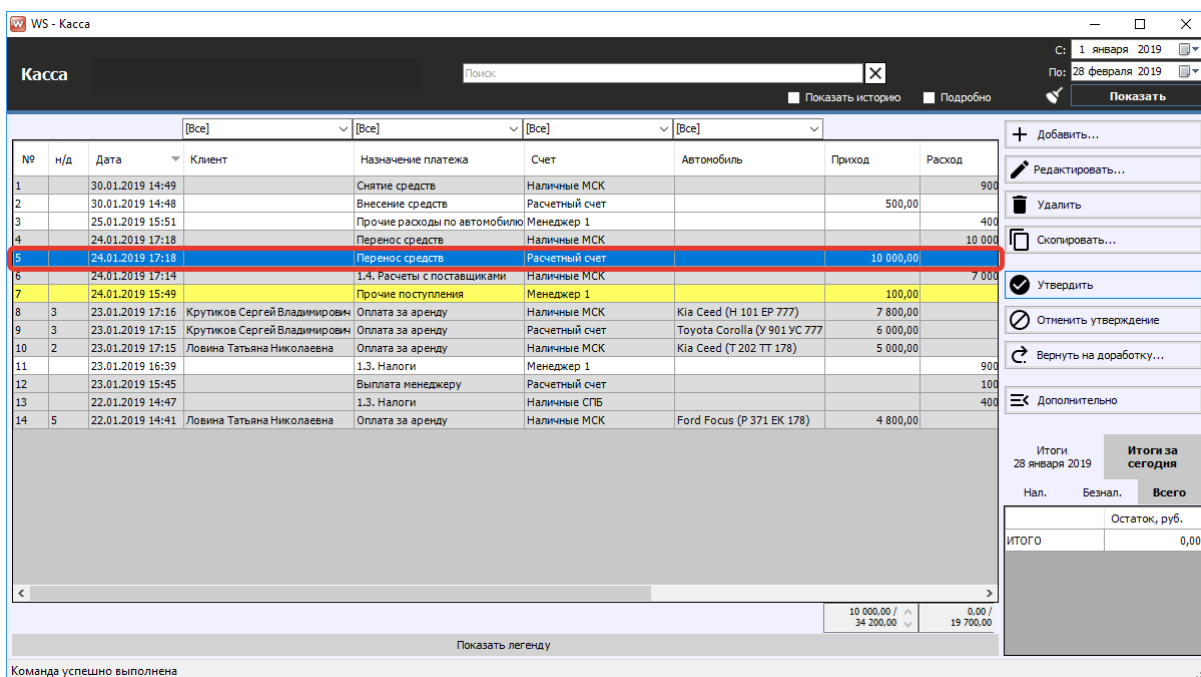 WS - Касса
С: 1 января 2019
Касса
Поиск
По: 28 февраля 2019
Показать историю Подробно Показать
[Все] [Все] [Все] [Все]
№ н/д Дата Клиент Назначение платежа Счет Автомобиль Приход Расход
1 30.01.2019 14:49 Снятие средств Наличные МСК 900
2 30.01.2019 14:48 Внесение средств Расчетный счет 500,00
3 25.01.2019 15:51 Прочие расходы по автомобилю Менеджер 1 400
4 24.01.2019 17:18 Перенос средств Наличные МСК 10 000
5 24.01.2019 17:18 Перенос средств Расчетный счет 10 000,00
6 24.01.2019 17:14 1.4. Расчеты с поставщиками Наличные МСК 7 000
7 24.01.2019 15:49 Прочие поступления Менеджер 1 100,00
8 3 23.01.2019 17:16 Крутиков Сергей Владимирович Оплата за аренду Наличные МСК Kia Ceed (Н 101 ЕР 777) 7 800,00
9 3 23.01.2019 17:15 Крутиков Сергей Владимирович Оплата за аренду Расчетный счет Toyota Corolla (У 901 УС 777 6 000,00
10 2 23.01.2019 17:15 Ловина Татьяна Николаевна Оплата за аренду Наличные МСК Kia Ceed (Т 202 ТТ 178) 5 000,00
11 23.01.2019 16:39 1.3. Налоги Менеджер 1 900
12 23.01.2019 15:45 Выплата менеджеру Расчетный счет 100
13 22.01.2019 14:47 1.3. Налоги Наличные СПБ 400
14 5 22.01.2019 14:41 Ловина Татьяна Николаевна Оплата за аренду Наличные МСК Ford Focus (Р 371 ЕК 178) 4 800,00
10 000,00 / 0,00 /
34 200,00 19 700,00
Показать легенду
Команда успешно выполнена
Добавить...
Редактировать...
Удалить
Скопировать...
Утвердить
Отменить утверждение
Вернуть на доработку...
Дополнительно
Итоги
28 января 2019
Итоги за
сегодня
Нал. Безнал. Всего
Остаток, руб.
ИТОГО 0,00